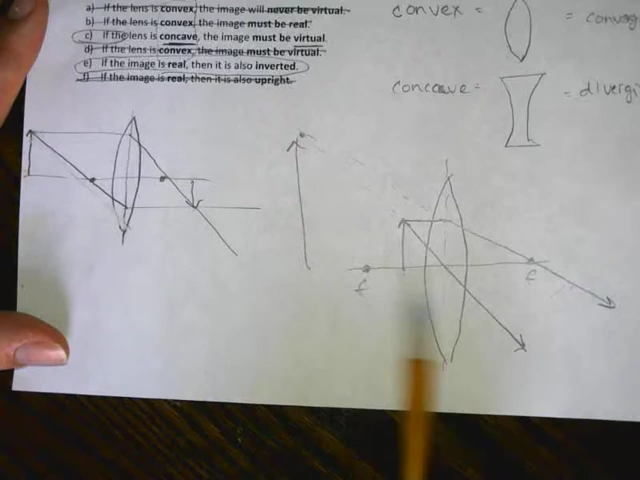 a) If the lens is convex, the image will never be virtual.
b) If the lens is convex, the image must be real.
c) If the lens is concave, the image must be virtual.
d) If the lens is convex, the image must be virtual.
e) If the image is real, then it is also inverted.
f) If the image is real, then it is also upright.
convex = = converg
concave = = divergi
f f